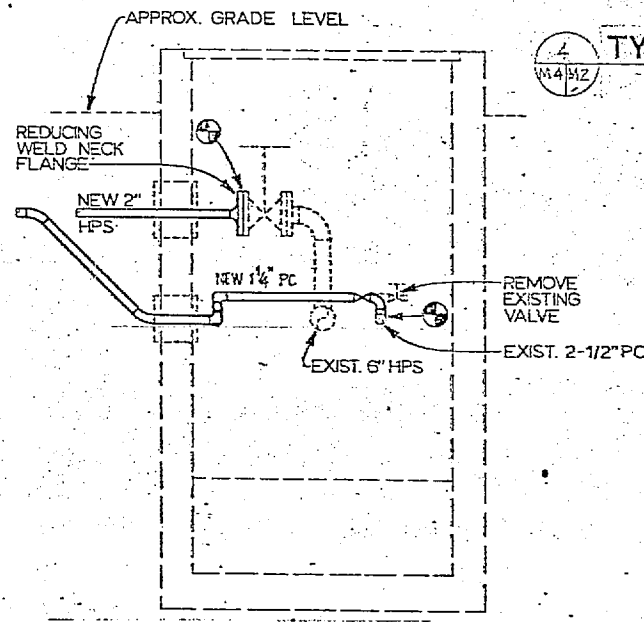 APPROX. GRADE LEVEL
4
M4 M2
TY
REDUCING
WELD NECK
FLANGE
NEW 2"
HPS
NEW 1¼" PC
REMOVE
EXISTING
VALVE
EXIST. 6" HPS
EXIST. 2-1/2" PC